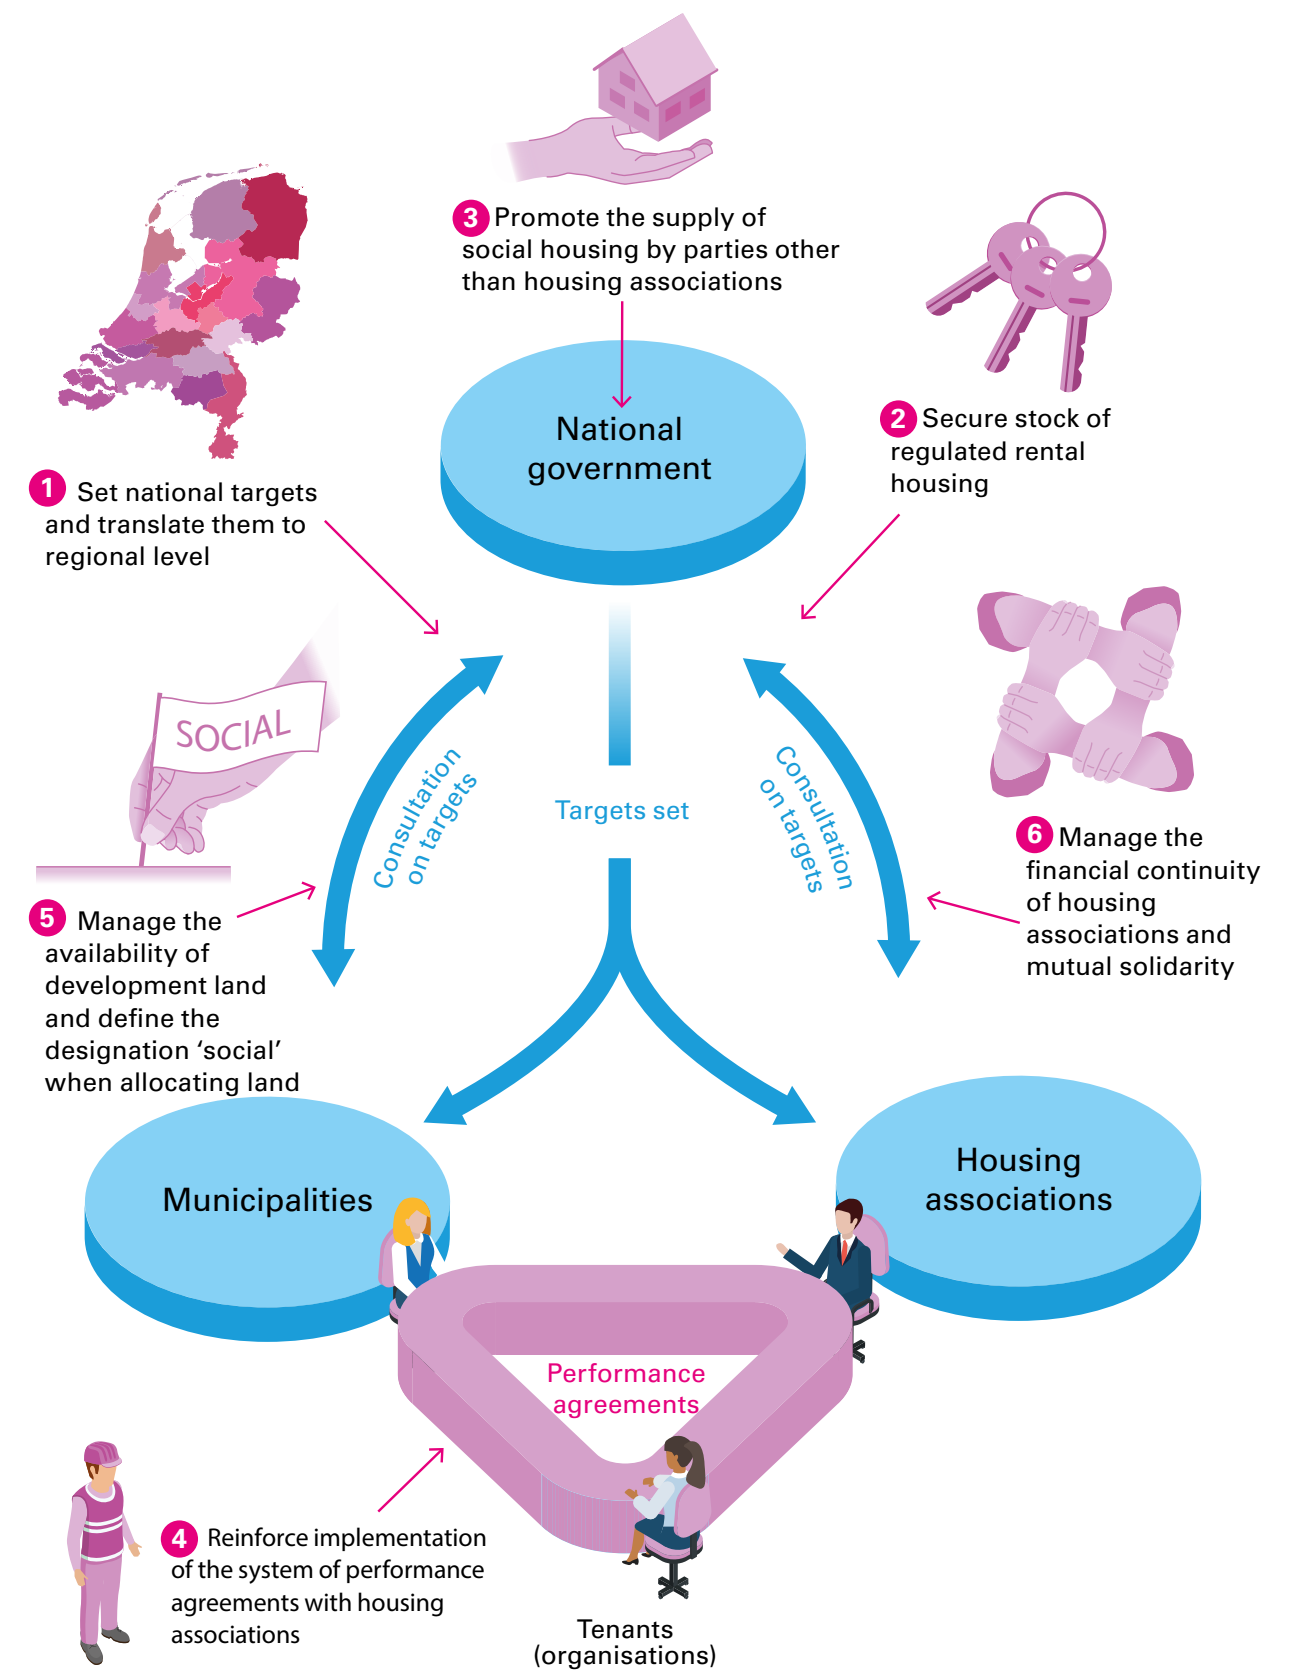 3 Promote the supply of
social housing by parties other
than housing associations
National
government
2 Secure stock of
regulated rental
housing
1 Set national targets
and translate them to
regional level
SOCIAL
Consultation
on targets
Targets set
Consultation
on targets
6 Manage the
financial continuity
of housing
associations and
mutual solidarity
5 Manage the
availability of
development land
and define the
designation ‘social’
when allocating land
Municipalities
Housing
associations
Performance
agreements
4 Reinforce implementation
of the system of performance
agreements with housing
associations
Tenants
(organisations)